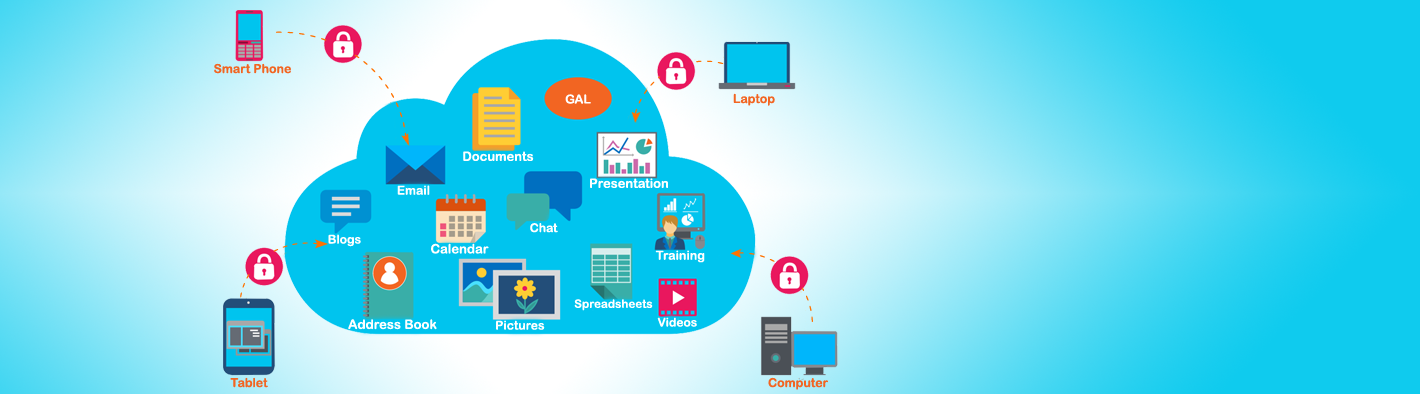 Smart Phone
GAL
Laptop
Documents
Email
Presentation
Blogs
Chat
Calendar
Training
Spreadsheets
Address Book
Pictures
Videos
Tablet
Computer